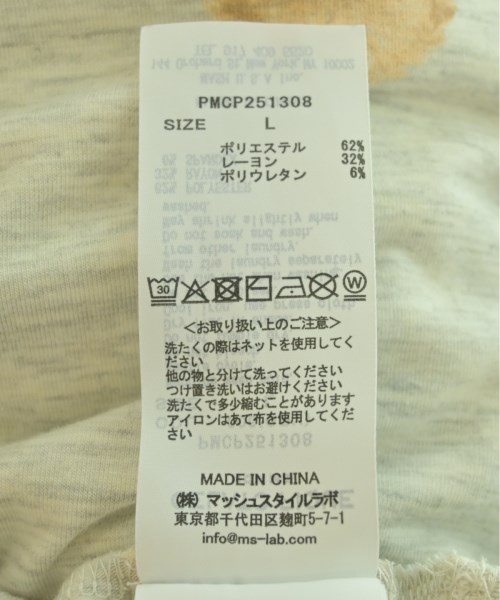 PMCP251308
SIZE L
ポリエステル 62%
レーヨン 32%
ポリウレタン 6%
30 W
<お取り扱い上のご注意>
洗たくの際はネットを使用してく
ださい
他の物と分けて洗ってください
つけ置き洗いはお避けください
洗たくで多少縮むことがあります
アイロンはあて布を使用してくだ
さい
MADE IN CHINA
㈱ マッシュスタイルラボ
東京都千代田区麹町5-7-1
info@ms-lab.com